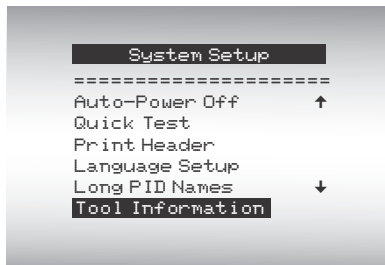 System Setup
=====================
Auto-Power Off ↑
Quick Test
Print Header
Language Setup
Long PID Names ↓
Tool Information